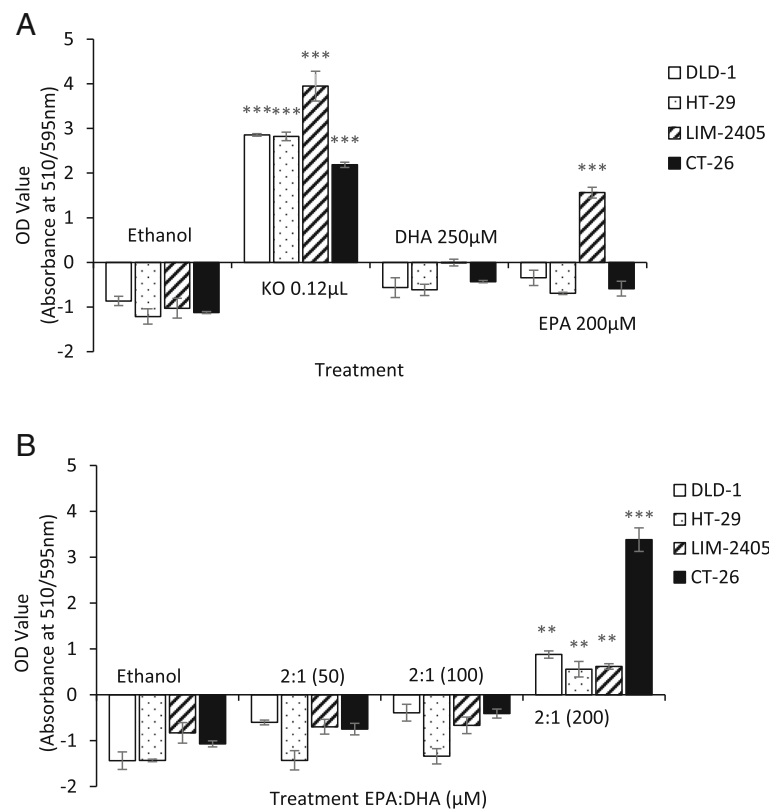 A
OD Value
(Absorbance at 510/595nm)
5
4
3
2
1
0
-1
-2
***
***
***
***
***
Ethanol
KO 0.12µL
DHA 250µM
EPA 200µM
Treatment
DLD-1
HT-29
LIM-2405
CT-26
B
OD Value
(Absorbance at 510/595nm)
5
4
3
2
1
0
-1
-2
***
**
**
**
Ethanol
2:1 (50)
2:1 (100)
2:1 (200)
Treatment EPA:DHA (µM)
DLD-1
HT-29
LIM-2405
CT-26